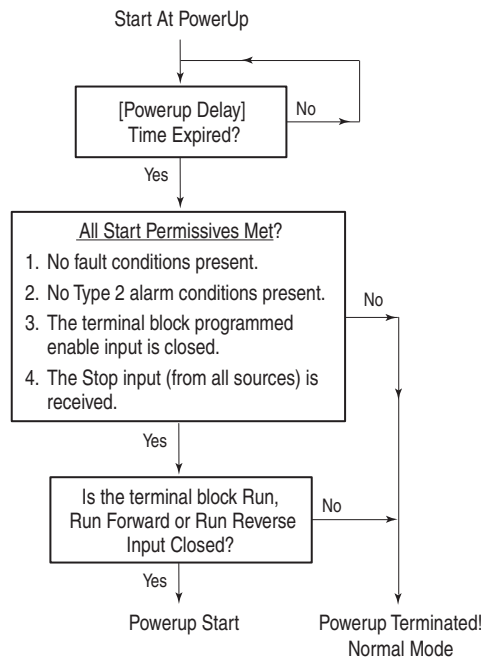 Start At PowerUp
[Powerup Delay]
Time Expired?
No
Yes
All Start Permissives Met?
1. No fault conditions present.
2. No Type 2 alarm conditions present.
3. The terminal block programmed
enable input is closed.
4. The Stop input (from all sources) is
received.
No
Yes
Is the terminal block Run,
Run Forward or Run Reverse
Input Closed?
No
Yes
Powerup Start
Powerup Terminated!
Normal Mode